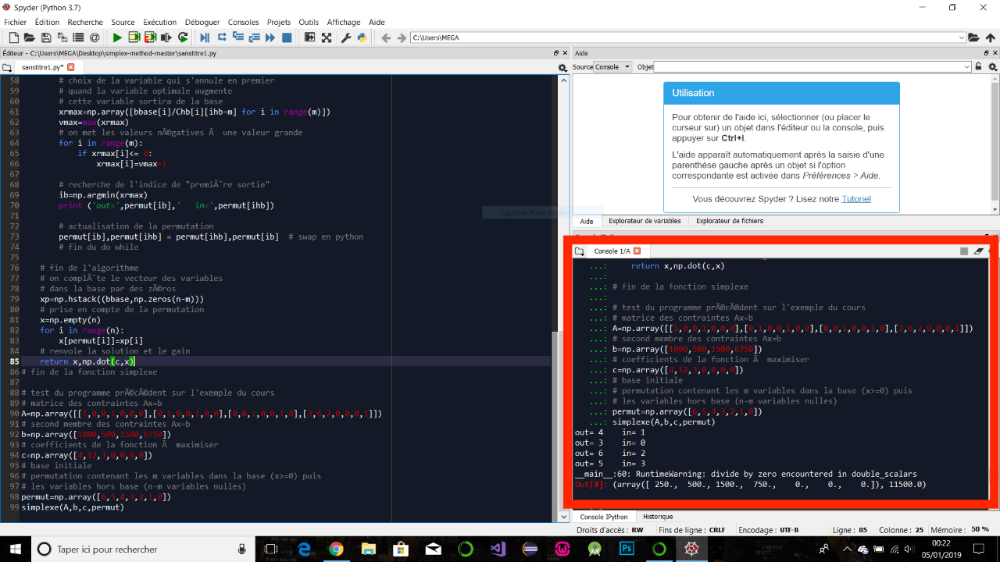 Spyder (Python 3.7)
Fichier Édition Recherche Source Exécution Déboguer Consoles Projets Outils Affichage Aide
C:\Users\MEGA
Éditeur - C:\Users\MEGA\Desktop\simplex-method-master\sanstitre1.py
sanstitre1.py*
58 # choix de la variable qui s'annule en premier
59 # quand la variable optimale augmente
60 # cette variable sortira de la base
61 xrmax=np.array([bbase[i]/Chb[i][ihb-m] for i in range(m)])
62 vmax=max(xrmax)
63 # on met les valeurs nÃ©gatives Ã  une valeur grande
64 for i in range(m):
65 if xrmax[i]<= 0:
66 xrmax[i]=vmax+1
67
68 # recherche de l'indice de "premiÃ¨re sortie"
69 ib=np.argmin(xrmax)
70 print ('out=',permut[ib],'   in=',permut[ihb])
71
72 # actualisation de la permutation
73 permut[ib],permut[ihb] = permut[ihb],permut[ib]  # swap en python
74 # fin du do while
75
76 # fin de l'algorithme
77 # on complÃ¨te le vecteur des variables
78 # dans la base par des zÃ©ros
79 xp=np.hstack((bbase,np.zeros(n-m)))
80 # prise en compte de la permutation
81 x=np.empty(n)
82 for i in range(n):
83 x[permut[i]]=xp[i]
84 # renvoie la solution et le gain
85 return x,np.dot(c,x)
86 # fin de la fonction simplexe
87
88 # test du programme prÃ©cÃ©dent sur l'exemple du cours
89 # matrice des contraintes Ax=b
90 A=np.array([[1,0,0,1,0,0,0],[0,1,0,0,1,0,0],[0,0,1,0,0,1,0],[3,6,2,0,0,0,1]])
91 # second membre des contraintes Ax=b
92 b=np.array([1000,500,1500,6750])
93 # coefficients de la fonction Ã  maximiser
94 c=np.array([4,12,3,0,0,0,0])
95 # base initiale
96 # permutation contenant les m variables dans la base (x>=0) puis
97 # les variables hors base (n-m variables nulles)
98 permut=np.array([6,5,4,3,2,1,0])
99 simplexe(A,b,c,permut)
Capture Plein écran
Aide
Source Console Objet
Utilisation
Pour obtenir de l'aide ici, sélectionner (ou placer le
curseur sur) un objet dans l'éditeur ou la console, puis
appuyer sur Ctrl+I.
L'aide apparaît automatiquement après la saisie d'une
parenthèse gauche après un objet si l'option
correspondante est activée dans Préférences > Aide.
Vous découvrez Spyder ? Lisez notre Tutoriel
Aide Explorateur de variables Explorateur de fichiers
Console 1/A
...: return x,np.dot(c,x)
...:
...: # fin de la fonction simplexe
...:
...: # test du programme prÃ©cÃ©dent sur l'exemple du cours
...: # matrice des contraintes Ax=b
...: A=np.array([[1,0,0,1,0,0,0],[0,1,0,0,1,0,0],[0,0,1,0,0,1,0],[3,6,2,0,0,0,1]])
...: # second membre des contraintes Ax=b
...: b=np.array([1000,500,1500,6750])
...: # coefficients de la fonction Ã  maximiser
...: c=np.array([4,12,3,0,0,0,0])
...: # base initiale
...: # permutation contenant les m variables dans la base (x>=0) puis
...: # les variables hors base (n-m variables nulles)
...: permut=np.array([6,5,4,3,2,1,0])
...: simplexe(A,b,c,permut)
out= 4    in= 1
out= 3    in= 0
out= 6    in= 2
out= 5    in= 3
__main__:60: RuntimeWarning: divide by zero encountered in double_scalars
Out[3]: (array([ 250.,  500., 1500.,  750.,    0.,    0.,    0.]), 11500.0)
Console IPython Historique
Droits d'accès : RW Fins de ligne : CRLF Encodage : UTF-8 Ligne : 85 Colonne : 25 Mémoire : 50 %
Taper ici pour rechercher
Ps
00:22
05/01/2019